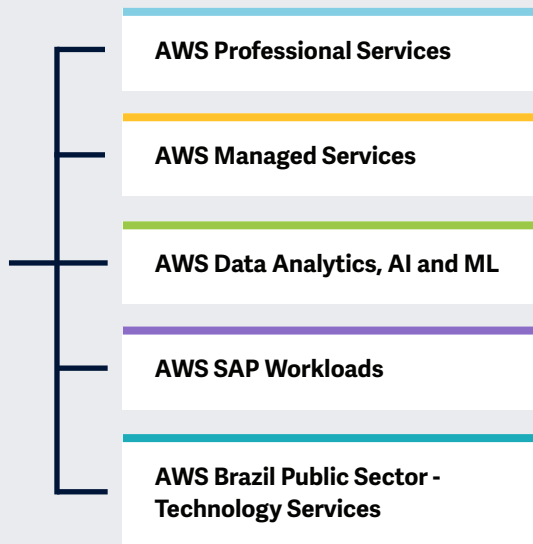 AWS Professional Services
AWS Managed Services
AWS Data Analytics, AI and ML
AWS SAP Workloads
AWS Brazil Public Sector -
Technology Services